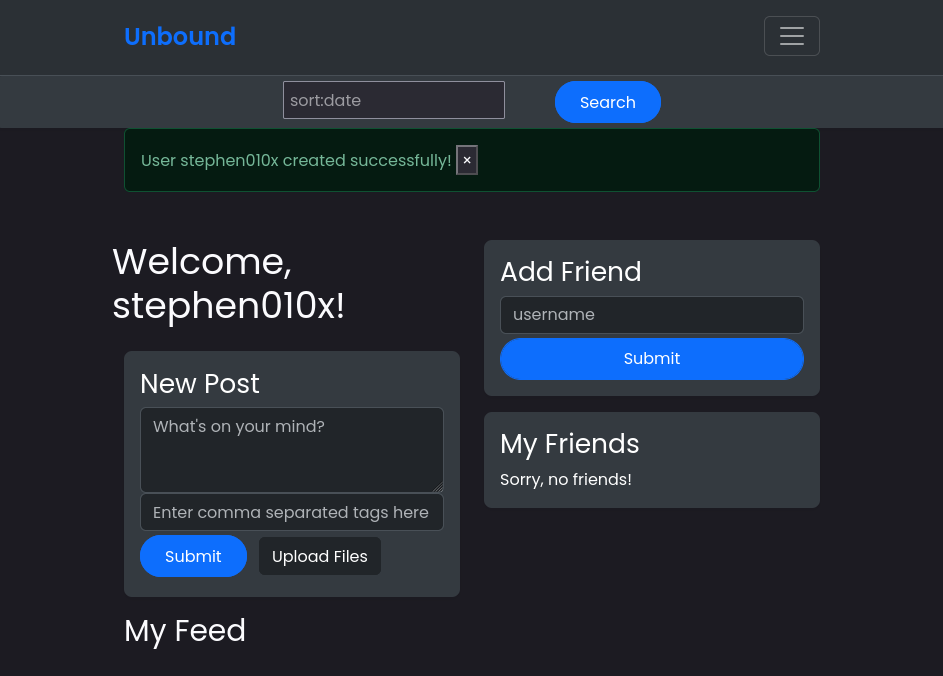 Unbound
sort:date
Search
User stephen010x created successfully! ×
Welcome,
stephen010x!
New Post
What's on your mind?
Enter comma separated tags here
Submit
Upload Files
My Feed
Add Friend
username
Submit
My Friends
Sorry, no friends!